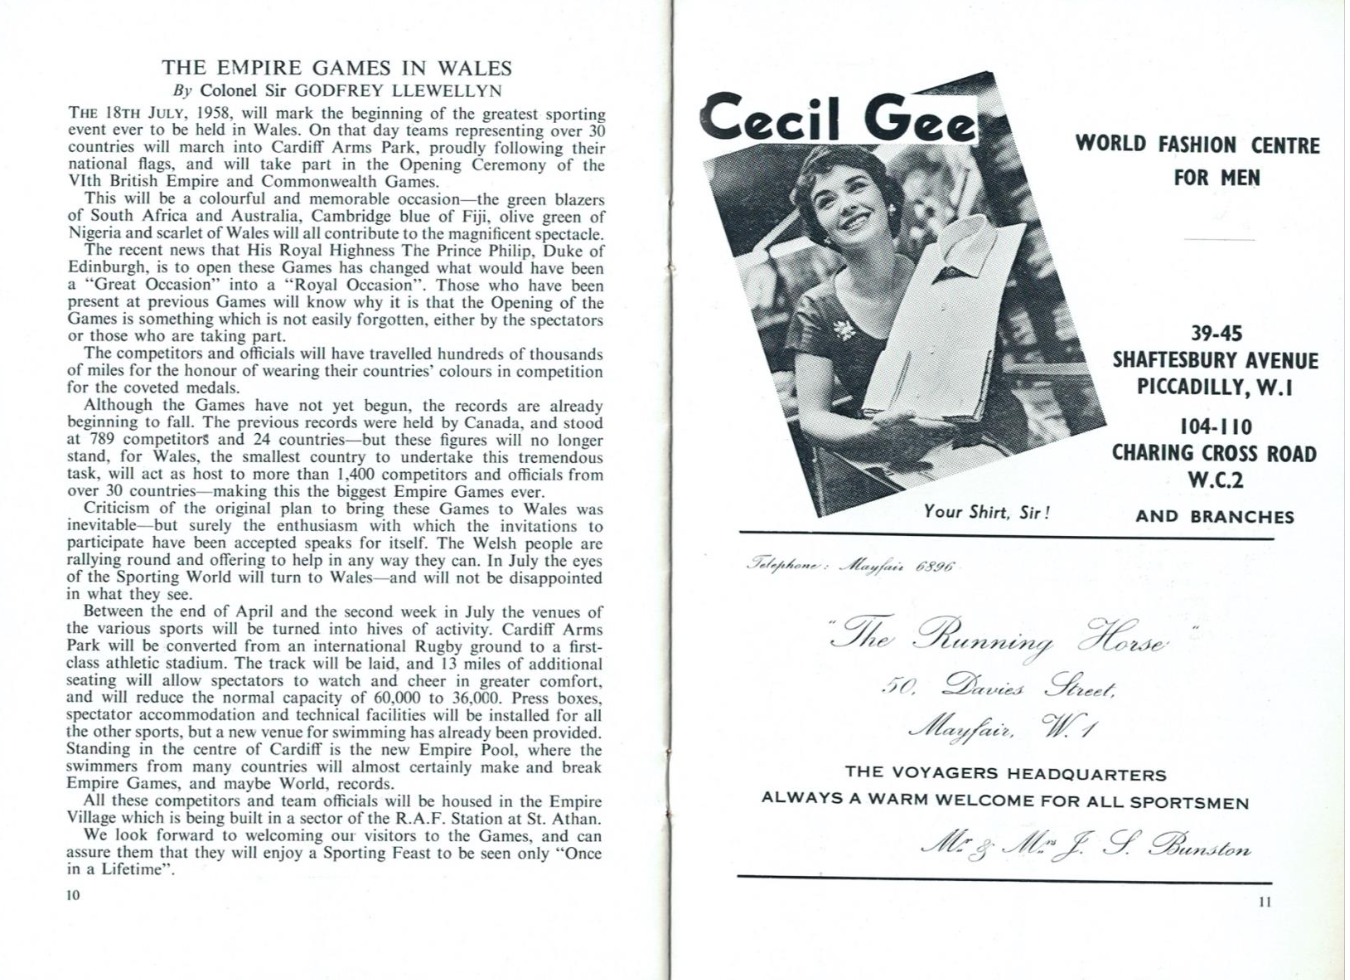 THE EMPIRE GAMES IN WALES
By Colonel Sir GODFREY LLEWELLYN
THE 18TH JULY, 1958, will mark the beginning of the greatest sporting
event ever to be held in Wales. On that day teams representing over 30
countries will march into Cardiff Arms Park, proudly following their
national flags, and will take part in the Opening Ceremony of the
VIth British Empire and Commonwealth Games.
This will be a colourful and memorable occasion—the green blazers
of South Africa and Australia, Cambridge blue of Fiji, olive green of
Nigeria and scarlet of Wales will all contribute to the magnificent spectacle.
The recent news that His Royal Highness The Prince Philip, Duke of
Edinburgh, is to open these Games has changed what would have been
a “Great Occasion” into a “Royal Occasion”. Those who have been
present at previous Games will know why it is that the Opening of the
Games is something which is not easily forgotten, either by the spectators
or those who are taking part.
The competitors and officials will have travelled hundreds of thousands
of miles for the honour of wearing their countries’ colours in competition
for the coveted medals.
Although the Games have not yet begun, the records are already
beginning to fall. The previous records were held by Canada, and stood
at 789 competitors and 24 countries—but these figures will no longer
stand, for Wales, the smallest country to undertake this tremendous
task, will act as host to more than 1,400 competitors and officials from
over 30 countries—making this the biggest Empire Games ever.
Criticism of the original plan to bring these Games to Wales was
inevitable—but surely the enthusiasm with which the invitations to
participate have been accepted speaks for itself. The Welsh people are
rallying round and offering to help in any way they can. In July the eyes
of the Sporting World will turn to Wales—and will not be disappointed
in what they see.
Between the end of April and the second week in July the venues of
the various sports will be turned into hives of activity. Cardiff Arms
Park will be converted from an international Rugby ground to a first-
class athletic stadium. The track will be laid, and 13 miles of additional
seating will allow spectators to watch and cheer in greater comfort,
and will reduce the normal capacity of 60,000 to 36,000. Press boxes,
spectator accommodation and technical facilities will be installed for all
the other sports, but a new venue for swimming has already been provided.
Standing in the centre of Cardiff is the new Empire Pool, where the
swimmers from many countries will almost certainly make and break
Empire Games, and maybe World, records.
All these competitors and team officials will be housed in the Empire
Village which is being built in a sector of the R.A.F. Station at St. Athan.
We look forward to welcoming our visitors to the Games, and can
assure them that they will enjoy a Sporting Feast to be seen only “Once
in a Lifetime”.
10
Cecil Gee
WORLD FASHION CENTRE
FOR MEN
39-45
SHAFTESBURY AVENUE
PICCADILLY, W.1
104-110
CHARING CROSS ROAD
W.C.2
AND BRANCHES
Your Shirt, Sir!
Telephone: Mayfair 6896
"The Running Horse"
50, Davies Street,
Mayfair, W.1
THE VOYAGERS HEADQUARTERS
ALWAYS A WARM WELCOME FOR ALL SPORTSMEN
Mr. & Mrs. J. S. Bunston
11